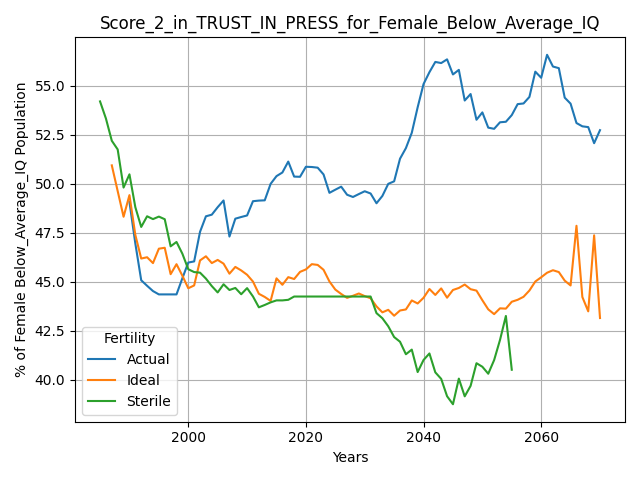 Score_2_in_TRUST_IN_PRESS_for_Female_Below_Average_IQ
% of Female Below_Average_IQ Population
55.0
52.5
50.0
47.5
45.0
42.5
40.0
Fertility
Actual
Ideal
Sterile
2000
2020
2040
2060
Years